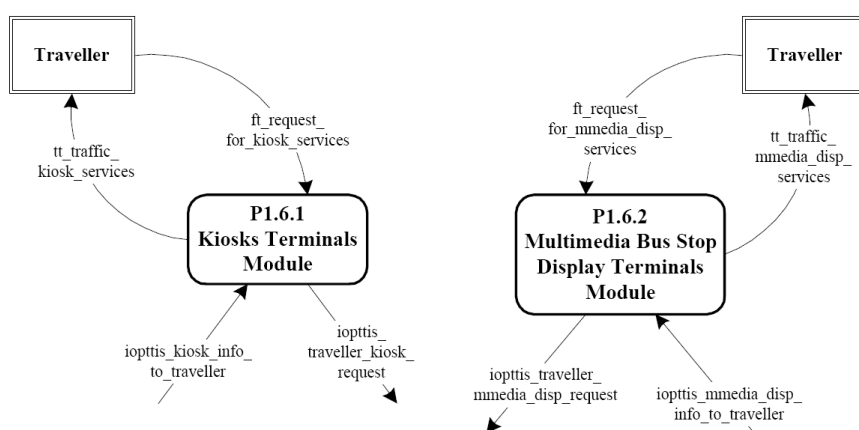 Traveller
ft_request_
for_kiosk_services
tt_traffic_
kiosk_services
P1.6.1
Kiosks Terminals
Module
iopttis_kiosk_info_
to_traveller
iopttis_
traveller_kiosk_
request
Traveller
ft_request_
for_mmedia_disp_
services
tt_traffic_
mmedia_disp_
services
P1.6.2
Multimedia Bus Stop
Display Terminals
Module
iopttis_traveller_
mmedia_disp_request
iopttis_mmedia_disp_
info_to_traveller